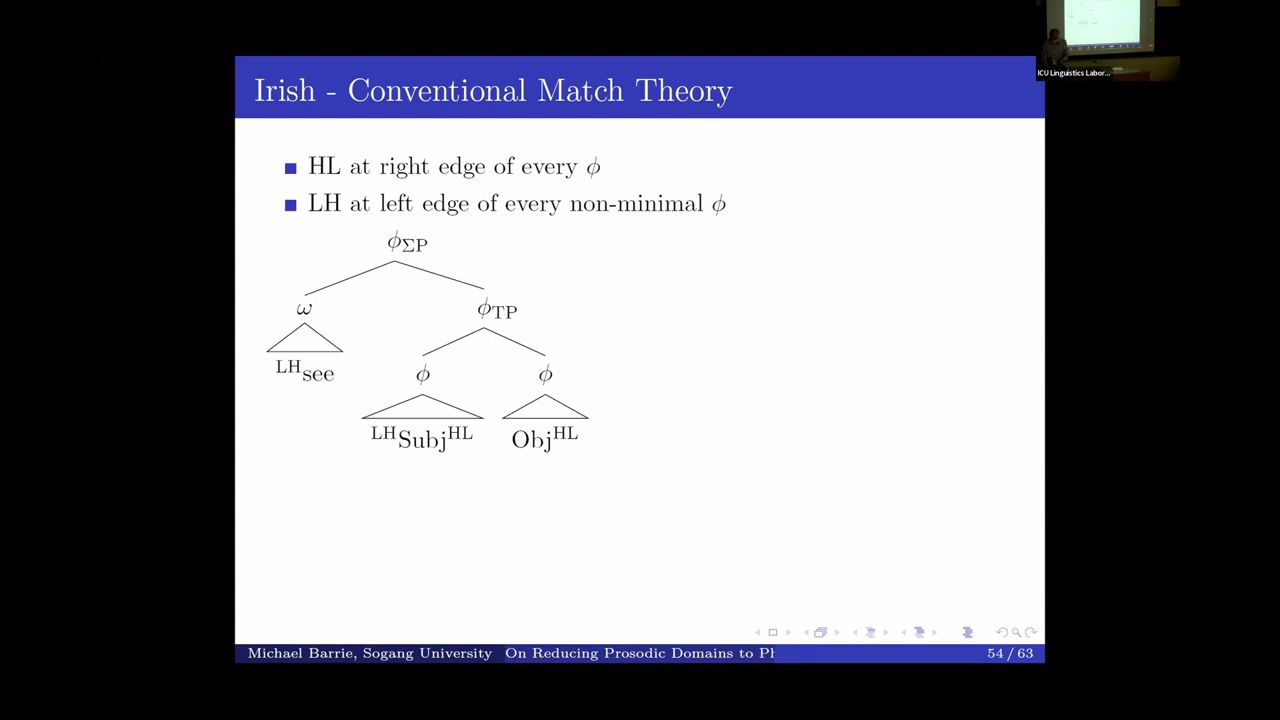 Irish - Conventional Match Theory
HL at right edge of every ϕ
LH at left edge of every non-minimal ϕ
ϕΣP
ω
ϕTP
LHsee
ϕ
ϕ
LHSubjHL
ObjHL
Michael Barrie, Sogang University On Reducing Prosodic Domains to Ph
54 / 63
ICU Linguistics Labor...